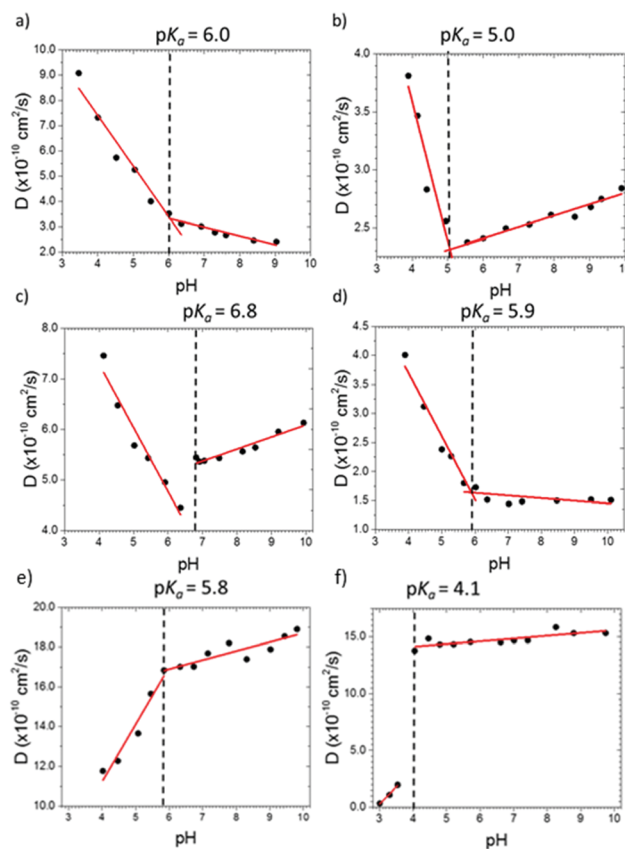 a)
pKa = 6.0
10.0
9.0
8.0
7.0
6.0
5.0
4.0
3.0
2.0
D (x10-10 cm2/s)
3 4 5 6 7 8 9 10
pH
b)
pKa = 5.0
4.0
3.5
3.0
2.5
D (x10-10 cm2/s)
3 4 5 6 7 8 9 10
pH
c)
pKa = 6.8
8.0
7.0
6.0
5.0
4.0
D (x10-10 cm2/s)
3 4 5 6 7 8 9 10
pH
d)
pKa = 5.9
4.5
4.0
3.5
3.0
2.5
2.0
1.5
1.0
D (x10-10 cm2/s)
3 4 5 6 7 8 9 10
pH
e)
pKa = 5.8
20.0
18.0
16.0
14.0
12.0
10.0
D (x10-10 cm2/s)
3 4 5 6 7 8 9 10
pH
f)
pKa = 4.1
15.0
10.0
5.0
0.0
D (x10-10 cm2/s)
3 4 5 6 7 8 9 10
pH